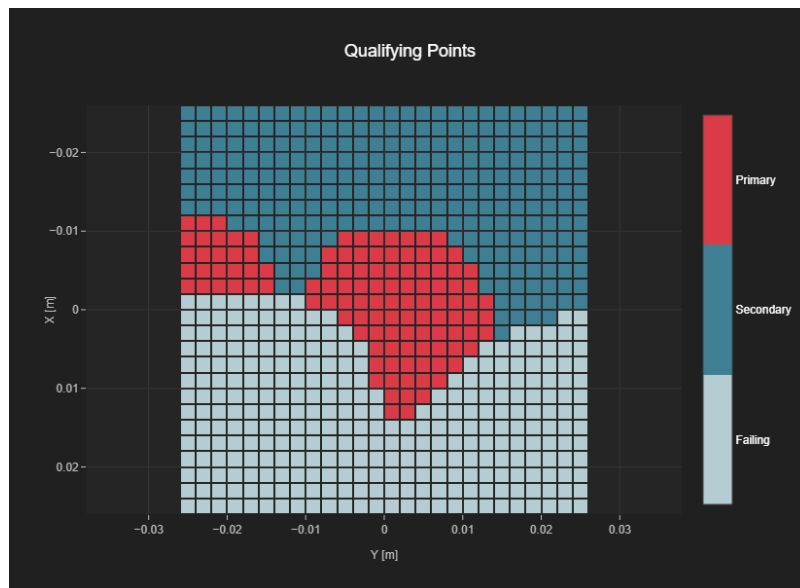 Qualifying Points
−0.02
−0.01
0
0.01
0.02
X [m]
−0.03
−0.02
−0.01
0
0.01
0.02
0.03
Y [m]
Primary
Secondary
Failing